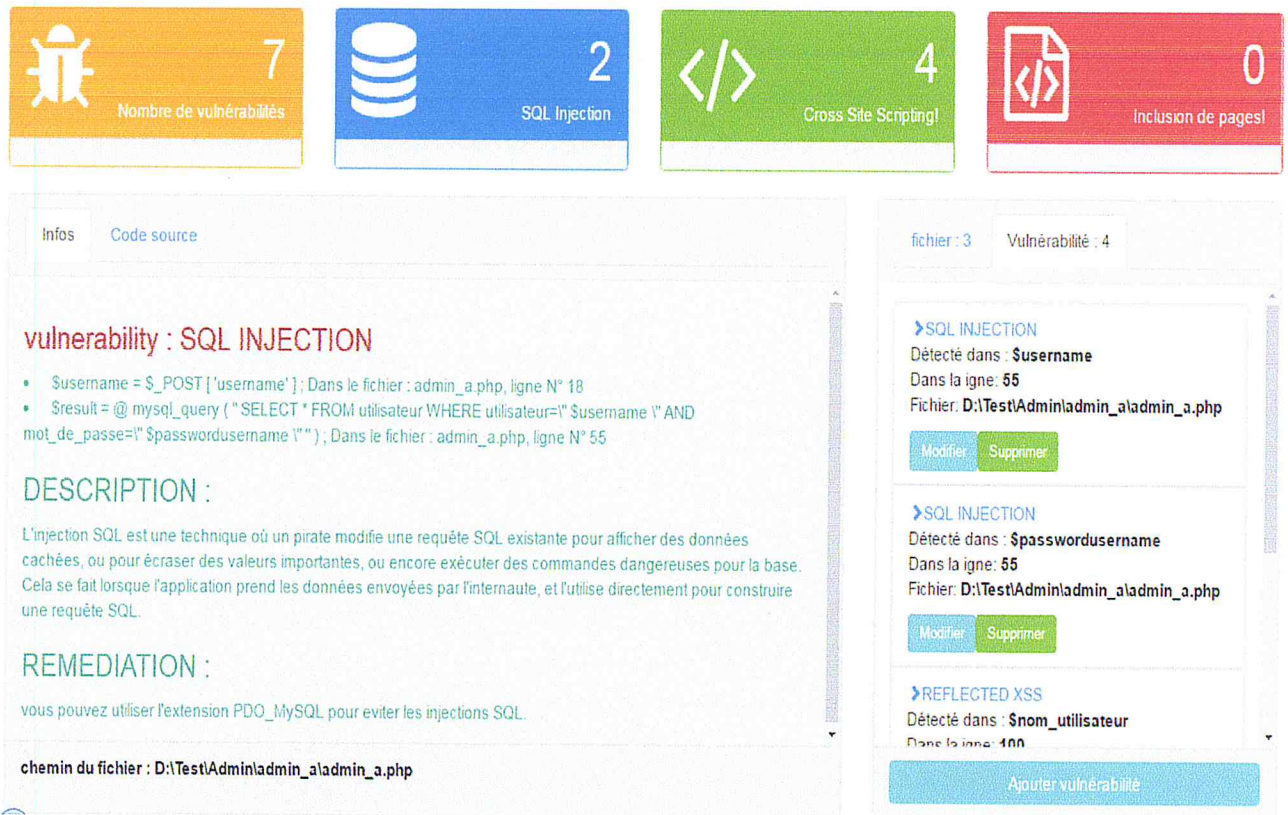 7
Nombre de vulnérabilités
2
SQL Injection
4
Cross Site Scripting!
0
Inclusion de pages!
Infos
Code source
vulnerability : SQL INJECTION
• $username = $_POST [ 'username' ] ; Dans le fichier : admin_a.php, ligne N° 18
• $result = @ mysql_query ( " SELECT * FROM utilisateur WHERE utilisateur=\" $username \" AND
mot_de_passe=\" $passwordusername \" " ) ; Dans le fichier : admin_a.php, ligne N° 55
DESCRIPTION :
L'injection SQL est une technique où un pirate modifie une requête SQL existante pour afficher des données
cachées, ou pour écraser des valeurs importantes, ou encore exécuter des commandes dangereuses pour la base.
Cela se fait lorsque l'application prend les données envoyées par l'internaute, et l'utilise directement pour construire
une requête SQL.
REMEDIATION :
vous pouvez utiliser l'extension PDO_MySQL pour eviter les injections SQL.
chemin du fichier : D:\Test\Admin\admin_a\admin_a.php
fichier : 3
Vulnérabilité : 4
SQL INJECTION
Détecté dans : $username
Dans la ligne: 55
Fichier: D:\Test\Admin\admin_a\admin_a.php
Modifier
Supprimer
SQL INJECTION
Détecté dans : $passwordusername
Dans la ligne: 55
Fichier: D:\Test\Admin\admin_a\admin_a.php
Modifier
Supprimer
REFLECTED XSS
Détecté dans : $nom_utilisateur
Dans la ligne: 100
Ajouter vulnérabilité